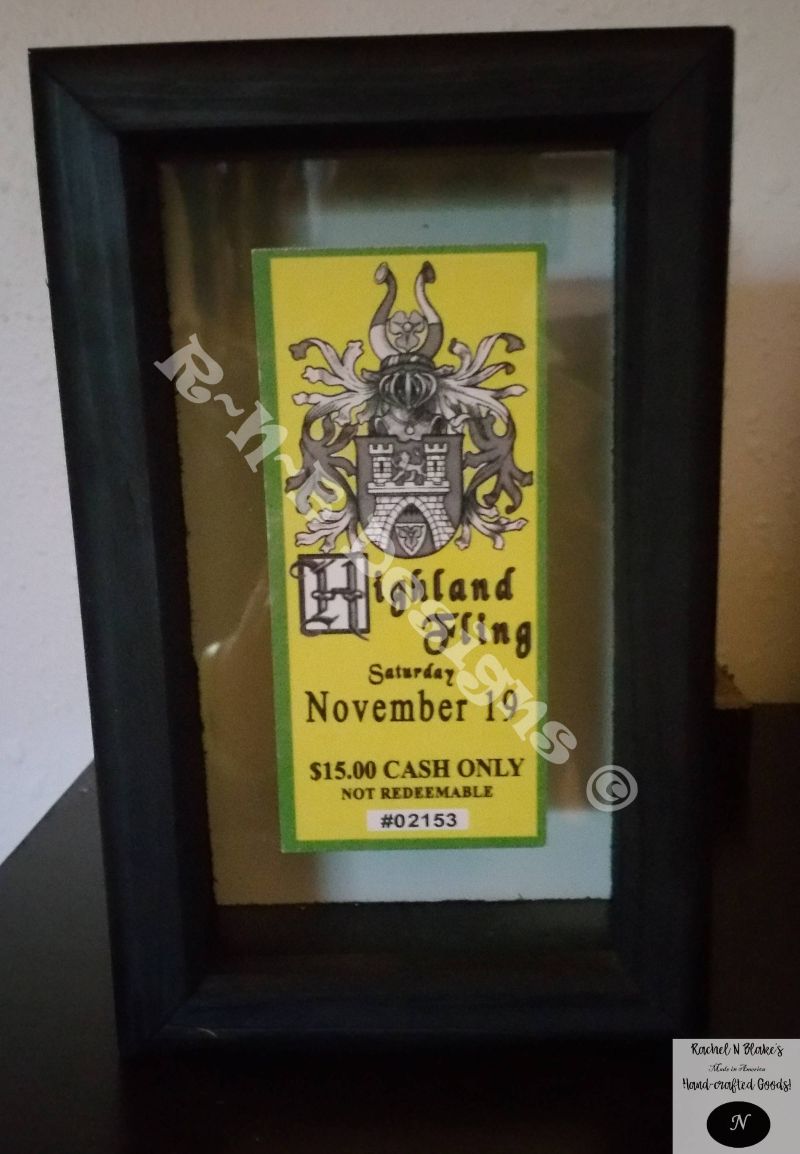 Highland
Fling
Saturday
November 19
$15.00 CASH ONLY
NOT REDEEMABLE
#02153
R~N~B Designs ©
Rachel N Blake's
Made in America
Hand-crafted Goods!
N